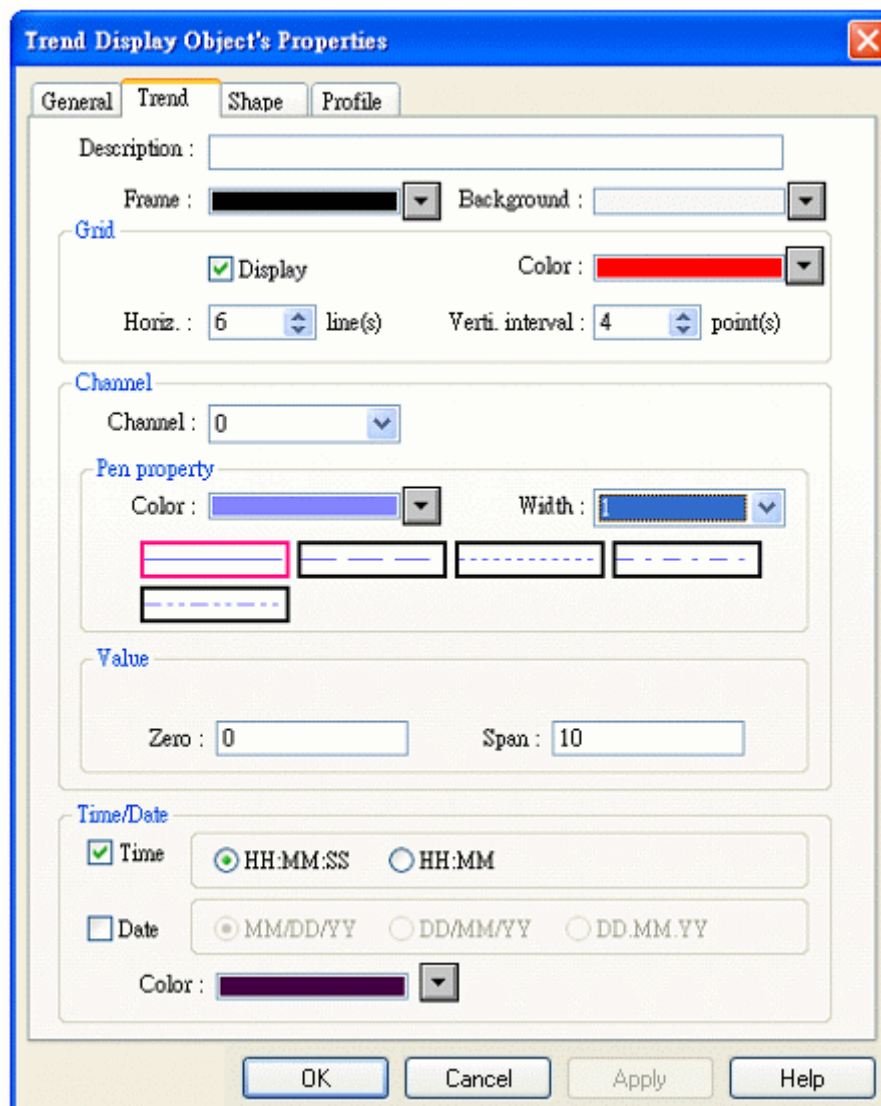 Trend Display Object's Properties
General Trend Shape Profile
Description :
Frame : Background :
Grid
Display Color :
Horiz. : 6 line(s) Verti. interval : 4 point(s)
Channel
Channel : 0
Pen property
Color : Width : 1
Value
Zero : 0 Span : 10
Time/Date
Time HH:MM:SS HH:MM
Date MM/DD/YY DD/MM/YY DD.MM.YY
Color :
OK Cancel Apply Help